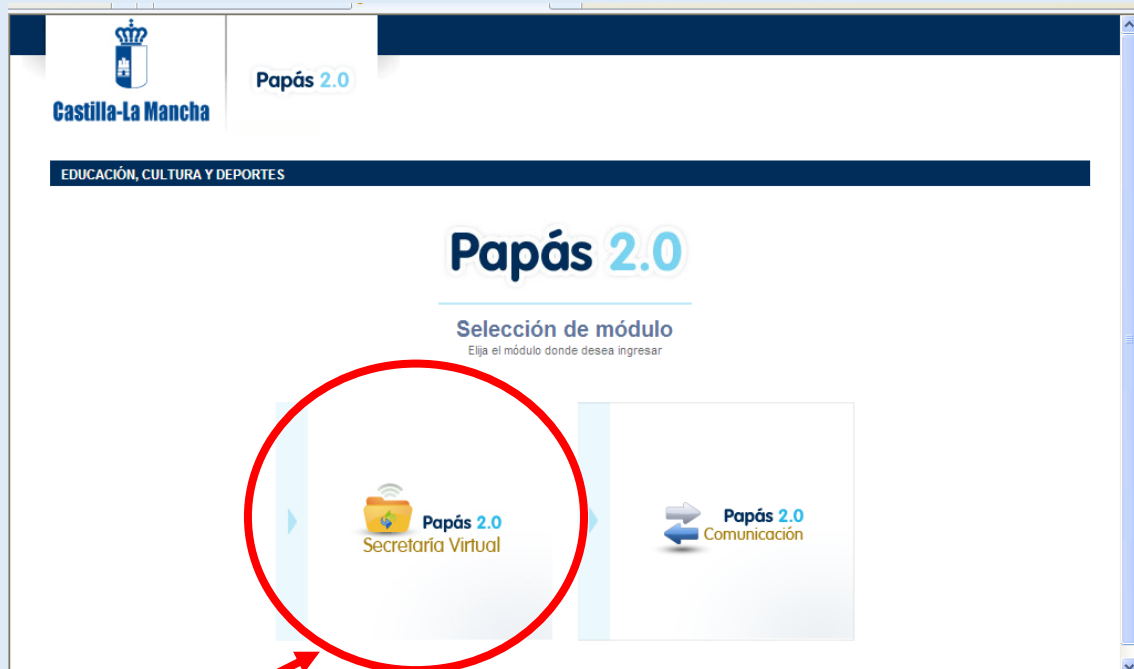 Castilla-La Mancha
Papás 2.0
EDUCACIÓN, CULTURA Y DEPORTES
Papás 2.0
Selección de módulo
Elija el módulo donde desea ingresar
Papás 2.0
Secretaría Virtual
Papás 2.0
Comunicación